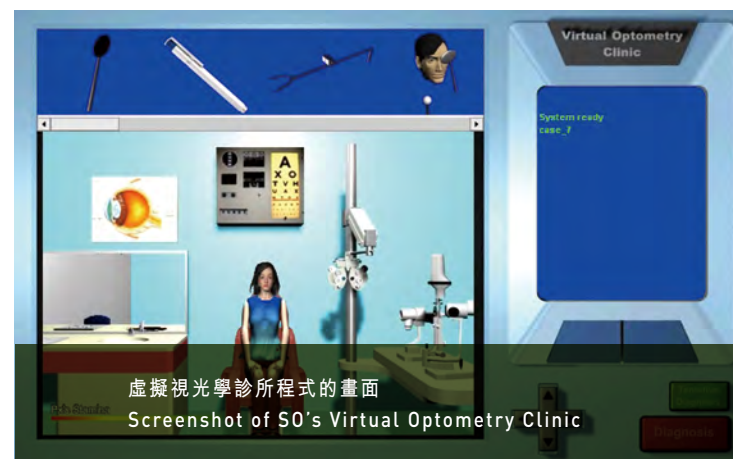 Virtual Optometry
Clinic
System ready
case_7
A
X O
T V H
虛擬視光學診所程式的畫面
Screenshot of SO's Virtual Optometry Clinic
Diagnosis